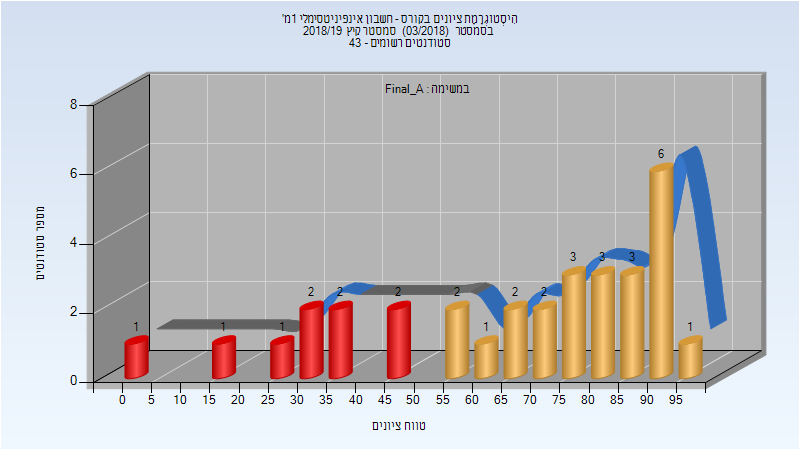 היסטוגרמת ציונים בקורס - חשבון אינפיניטסימלי 1מ'
בסמסטר (03/2018) סמסטר קיץ 2018/19
סטודנטים רשומים - 43
במשימה : Final_A
מספר סטודנטים
8
6
4
2
0
1 1 1 2 2 2 2 1 2 2 3 3 3 6 1
0 5 10 15 20 25 30 35 40 45 50 55 60 65 70 75 80 85 90 95
טווח ציונים